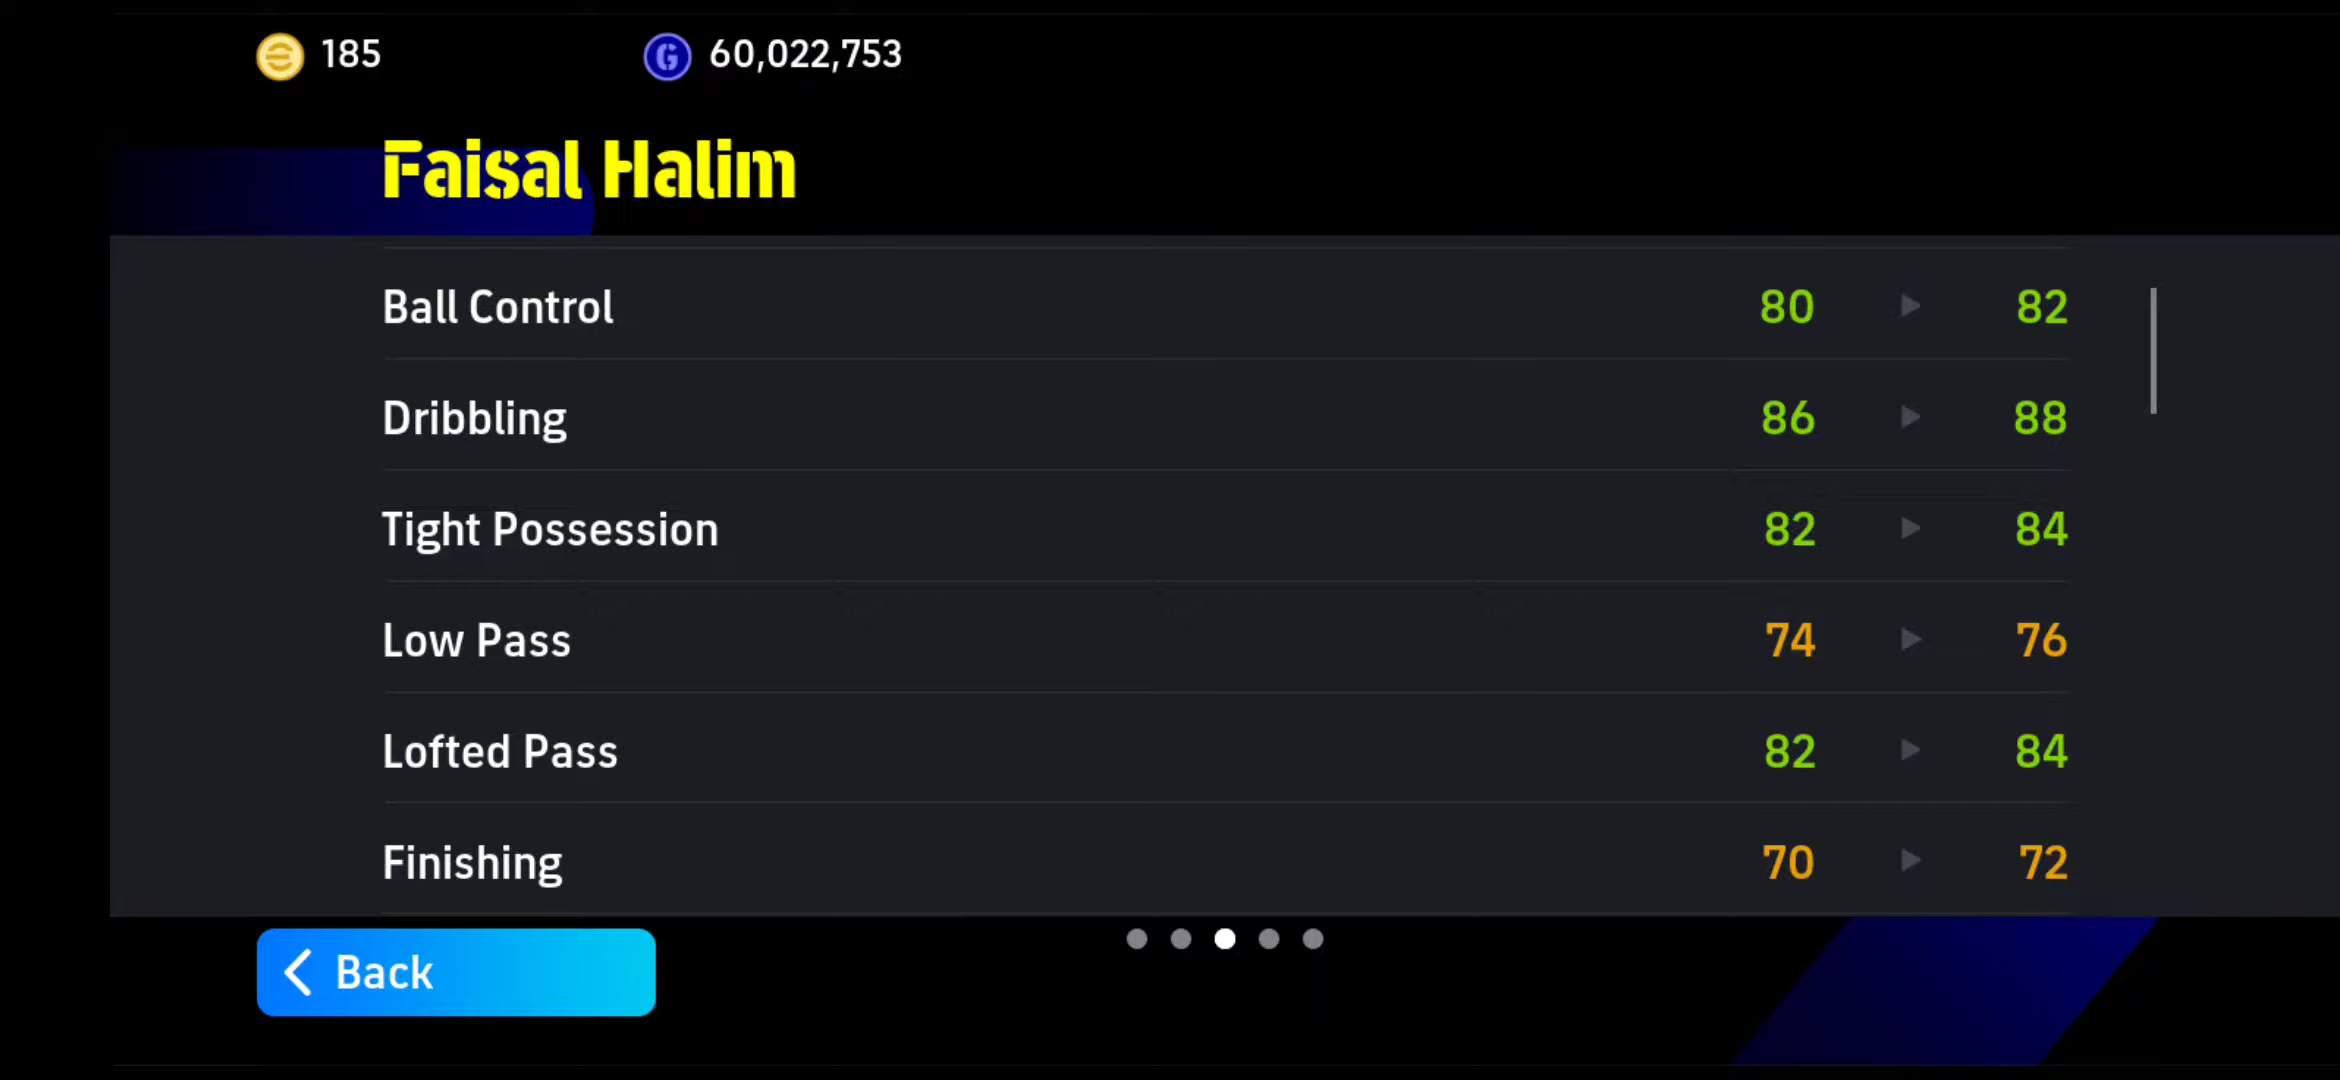 185 60,022,753
Faisal Halim
Ball Control 80 82
Dribbling 86 88
Tight Possession 82 84
Low Pass 74 76
Lofted Pass 82 84
Finishing 70 72
Back